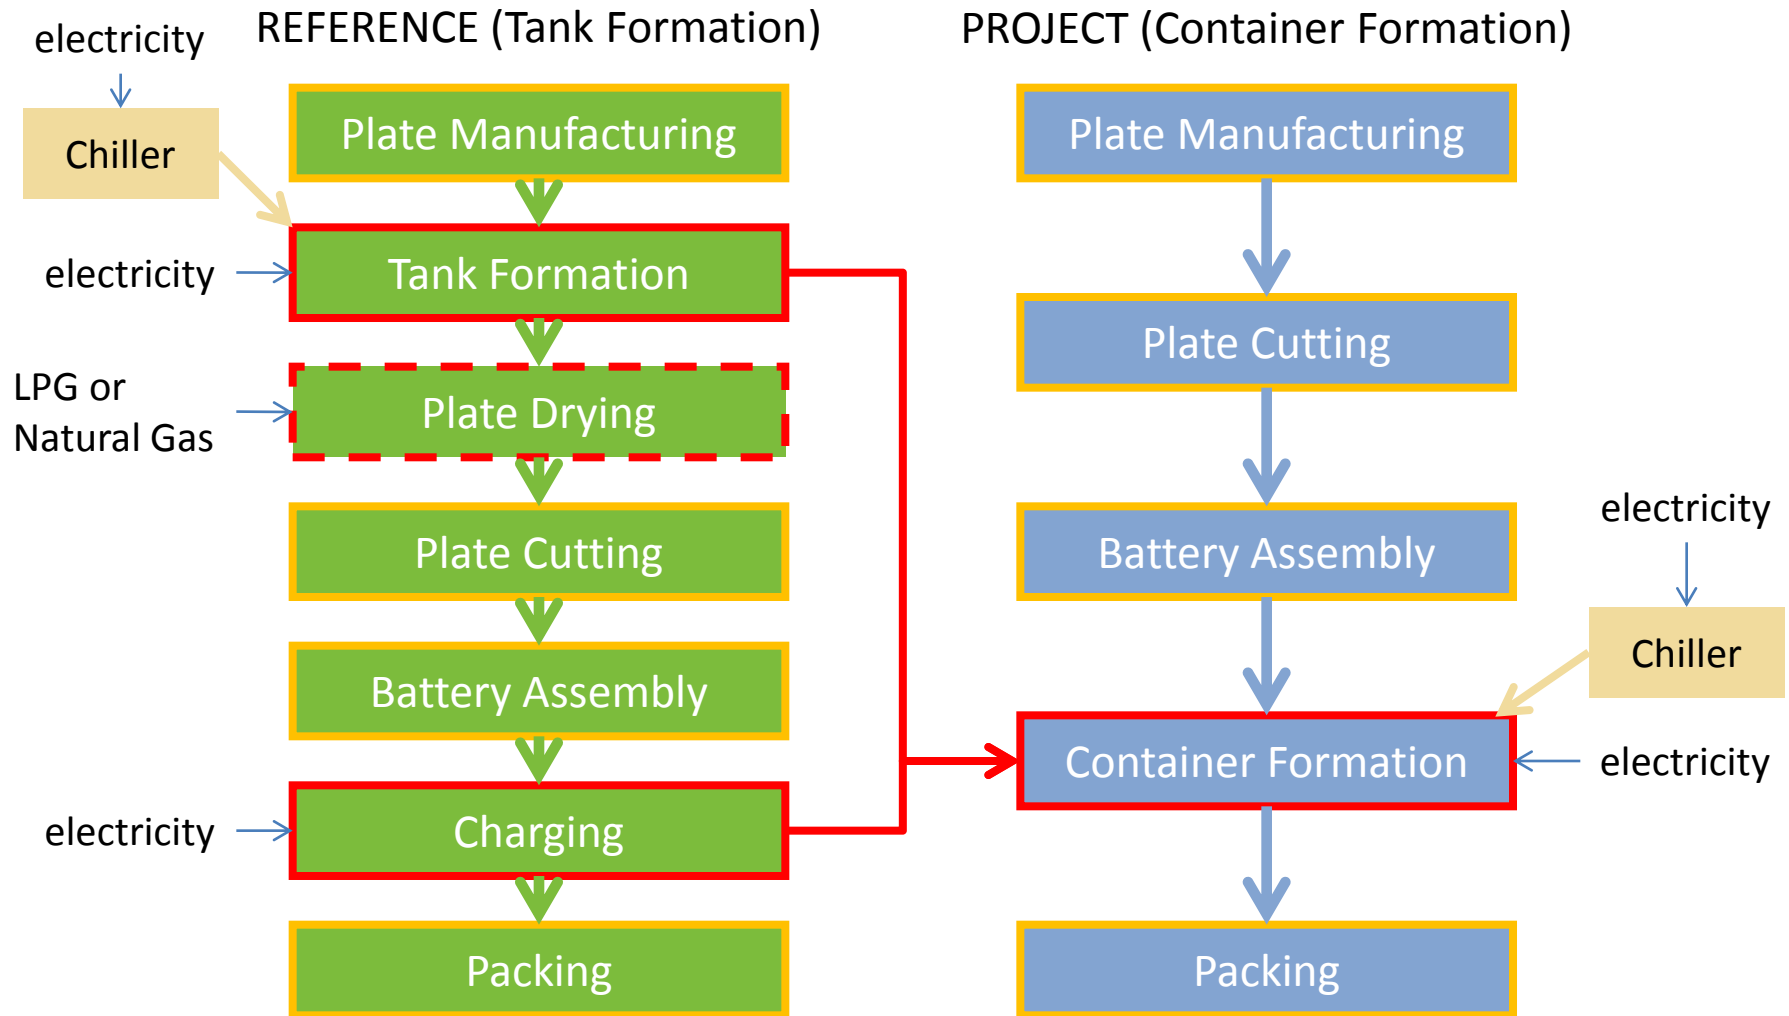 REFERENCE (Tank Formation)
electricity
Chiller
Plate Manufacturing
electricity
Tank Formation
LPG or
Natural Gas
Plate Drying
Plate Cutting
Battery Assembly
electricity
Charging
Packing
PROJECT (Container Formation)
Plate Manufacturing
Plate Cutting
Battery Assembly
electricity
Chiller
Container Formation
electricity
Packing